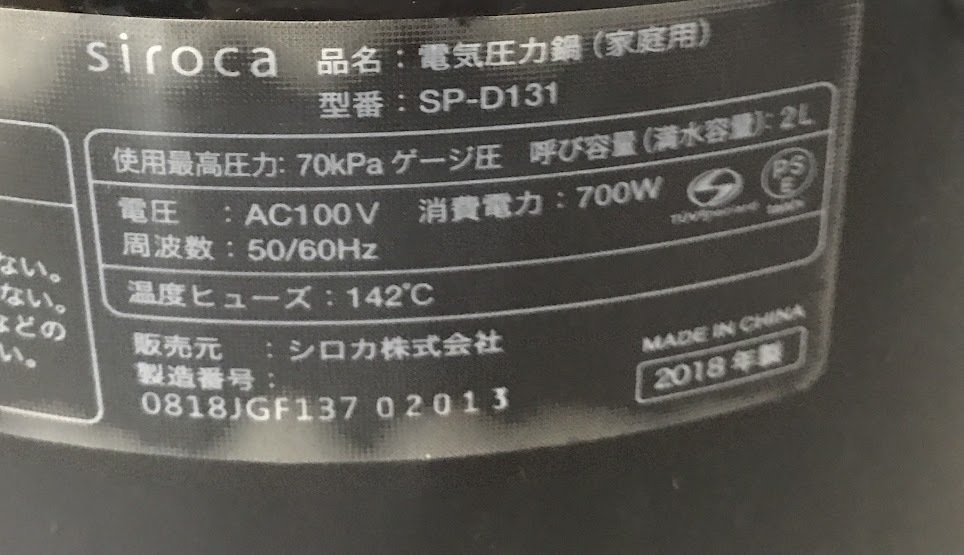 siroca 品名：電気圧力鍋（家庭用）
型番：SP-D131
使用最高圧力: 70kPa ゲージ圧 呼び容量（満水容量）: 2L
電圧　：AC100V 消費電力：700W
周波数：50/60Hz
PS
E
温度ヒューズ：142℃
販売元　：シロカ株式会社
製造番号：
0818JGF137 02013
MADE IN CHINA
2018年製
ない。
ない。
などの
い。